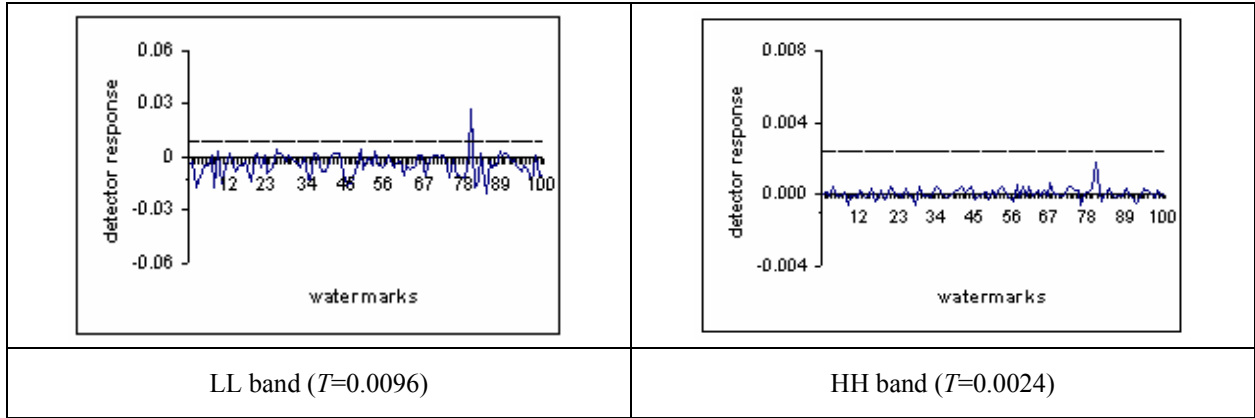 0.06
0.03
0
-0.03
-0.06
detector response
12 23 34 45 56 67 78 89 100
watermarks
0.008
0.004
0.000
-0.004
detector response
12 23 34 45 56 67 78 89 100
watermarks
LL band (T=0.0096)
HH band (T=0.0024)